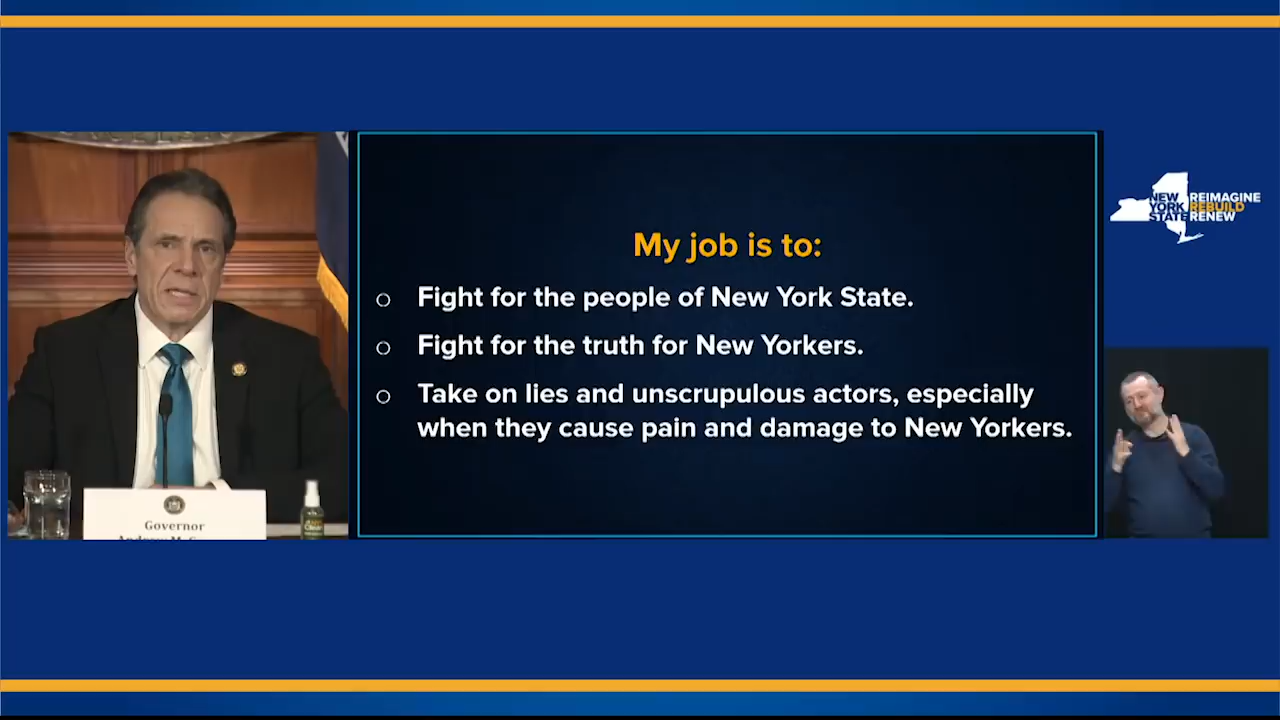 My job is to:
Fight for the people of New York State.
Fight for the truth for New Yorkers.
Take on lies and unscrupulous actors, especially
when they cause pain and damage to New Yorkers.
NEW
YORK
STATE
REIMAGINE
REBUILD
RENEW
Governor